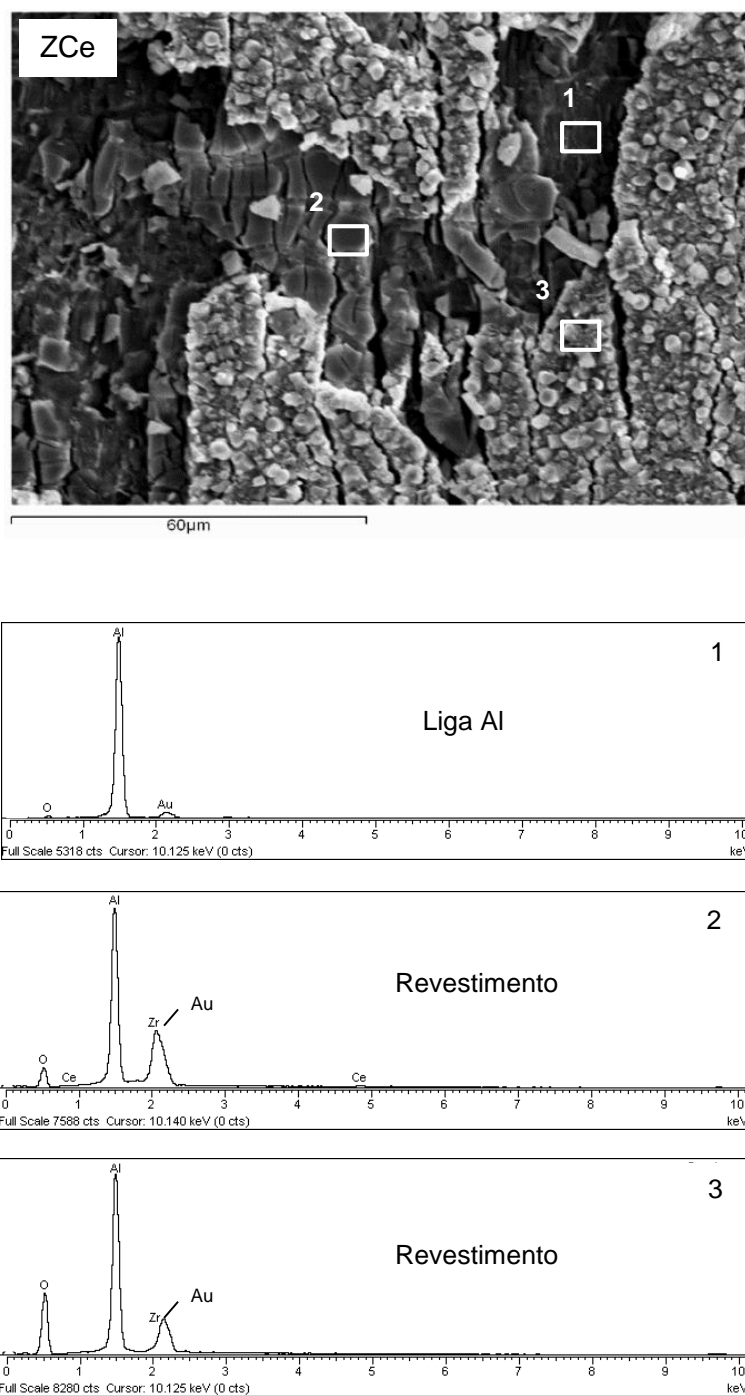 ZCe
1
2
3
60µm
Al
1
Liga Al
O
Au
0 1 2 3 4 5 6 7 8 9 10
Full Scale 5318 cts Cursor: 10.125 keV (0 cts)
keV
Al
2
Revestimento
Au
Zr
O
Ce
Ce
0 1 2 3 4 5 6 7 8 9 10
Full Scale 7588 cts Cursor: 10.140 keV (0 cts)
keV
Al
3
Revestimento
O
Au
Zr
0 1 2 3 4 5 6 7 8 9 10
Full Scale 8280 cts Cursor: 10.125 keV (0 cts)
keV